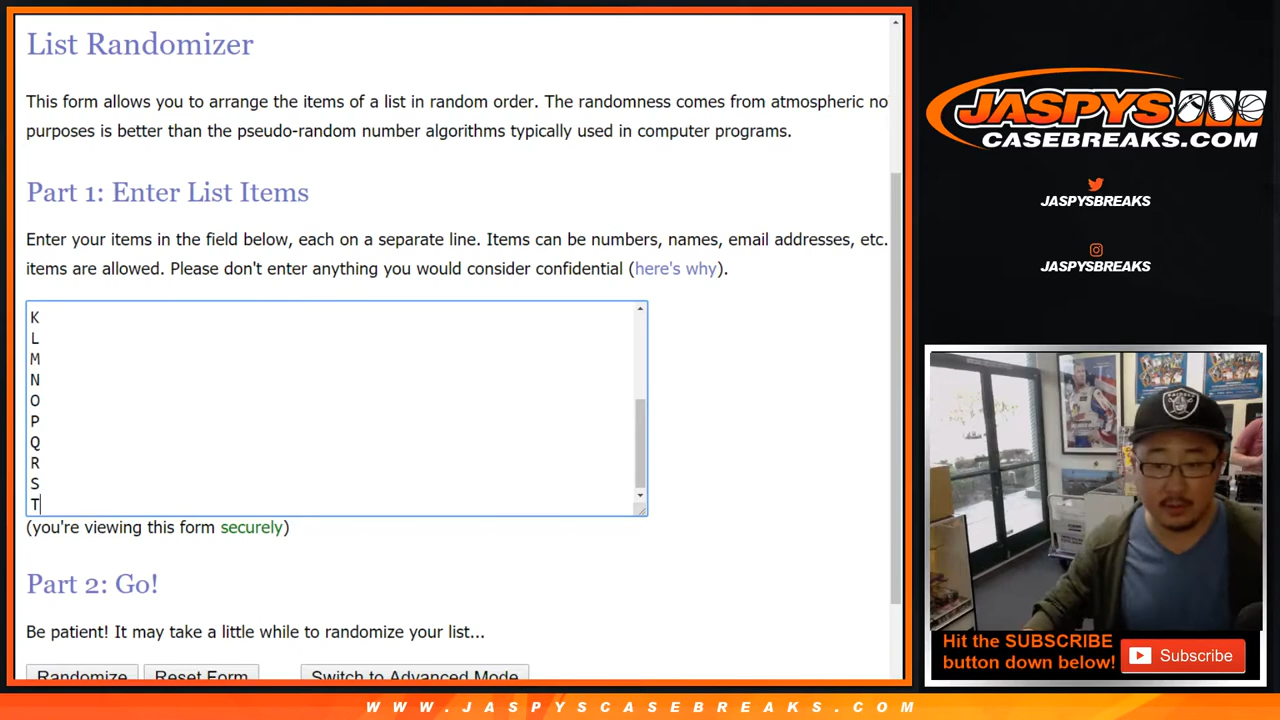 List Randomizer
This form allows you to arrange the items of a list in random order. The randomness comes from atmospheric no
purposes is better than the pseudo-random number algorithms typically used in computer programs.
Part 1: Enter List Items
Enter your items in the field below, each on a separate line. Items can be numbers, names, email addresses, etc.
items are allowed. Please don't enter anything you would consider confidential (here's why).
K
L
M
N
O
P
Q
R
S
T
(you're viewing this form securely)
Part 2: Go!
Be patient! It may take a little while to randomize your list...
Randomize Reset Form Switch to Advanced Mode
JASPYS
CASEBREAKS.COM
JASPYSBREAKS
JASPYSBREAKS
RAIDERS
Hit the SUBSCRIBE
button down below!
Subscribe
WWW.JASPYSCASEBREAKS.COM